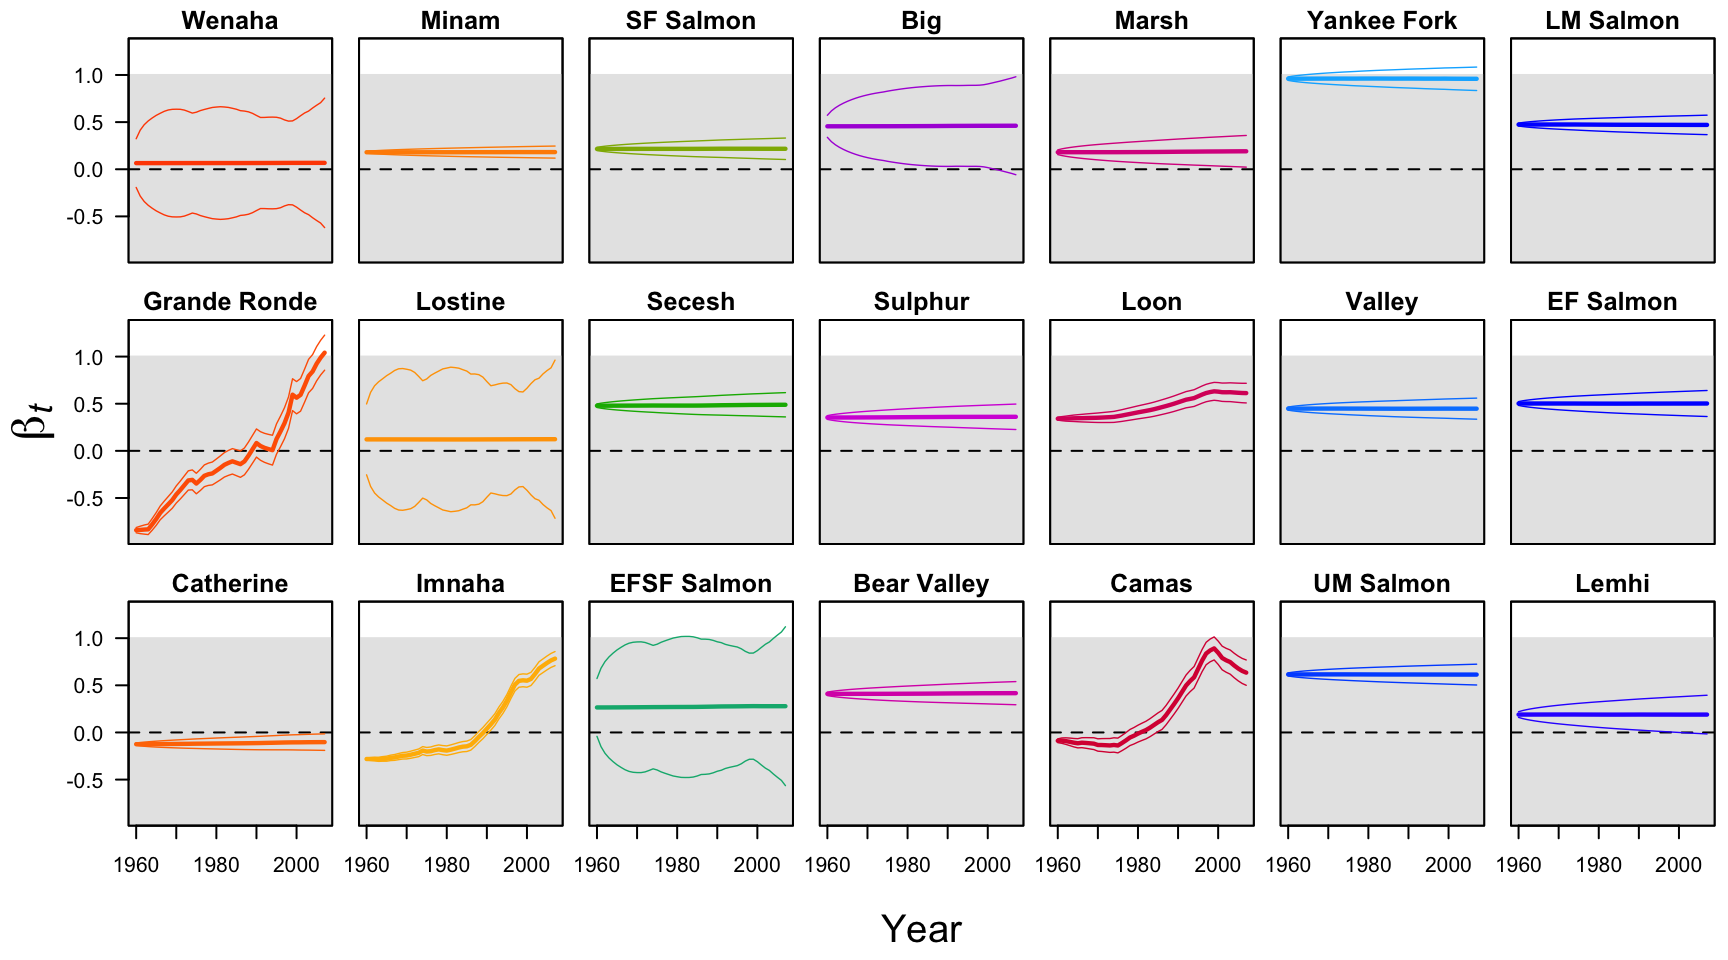 Wenaha Minam SF Salmon Big Marsh Yankee Fork LM Salmon
1.0
0.5
0.0
-0.5
Grande Ronde Lostine Secesh Sulphur Loon Valley EF Salmon
1.0
0.5
0.0
-0.5
βt
Catherine Imnaha EFSF Salmon Bear Valley Camas UM Salmon Lemhi
1.0
0.5
0.0
-0.5
1960 1980 2000 1960 1980 2000 1960 1980 2000 1960 1980 2000 1960 1980 2000 1960 1980 2000 1960 1980 2000
Year